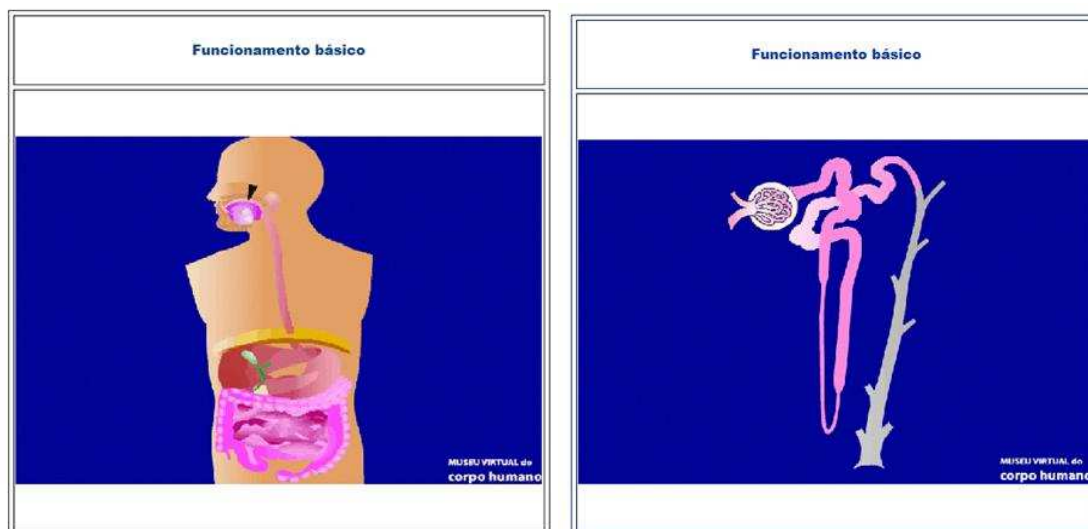 Funcionamento básico
MUSEU VIRTUAL do
corpo humano
Funcionamento básico
MUSEU VIRTUAL do
corpo humano